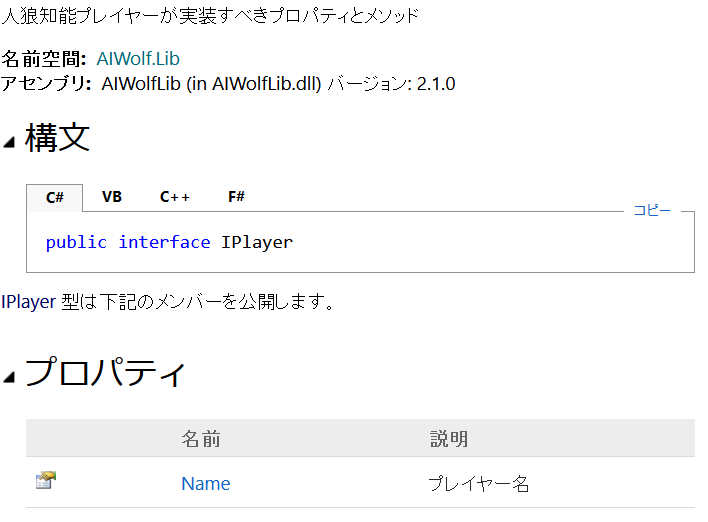 人狼知能プレイヤーが実装すべきプロパティとメソッド
名前空間: AIWolf.Lib
アセンブリ: AIWolfLib (in AIWolfLib.dll) バージョン: 2.1.0
構文
C# VB C++ F#
コピー
public interface IPlayer
IPlayer 型は下記のメンバーを公開します。
プロパティ
名前 説明
Name プレイヤー名